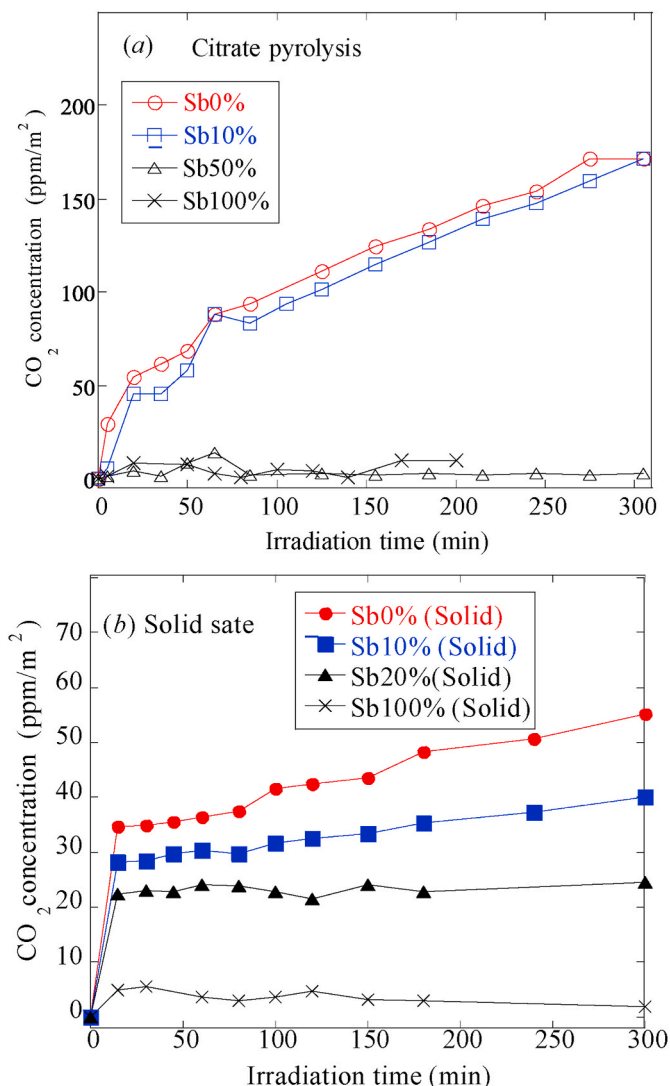 (a) Citrate pyrolysis
Sb0%
Sb10%
Sb50%
Sb100%
200
150
100
50
0
CO2 concentration (ppm/m²)
0 50 100 150 200 250 300
Irradiation time (min)
(b) Solid sate
Sb0% (Solid)
Sb10% (Solid)
Sb20%(Solid)
Sb100% (Solid)
70
60
50
40
30
20
10
0
CO2 concentration (ppm/m²)
0 50 100 150 200 250 300
Irradiation time (min)